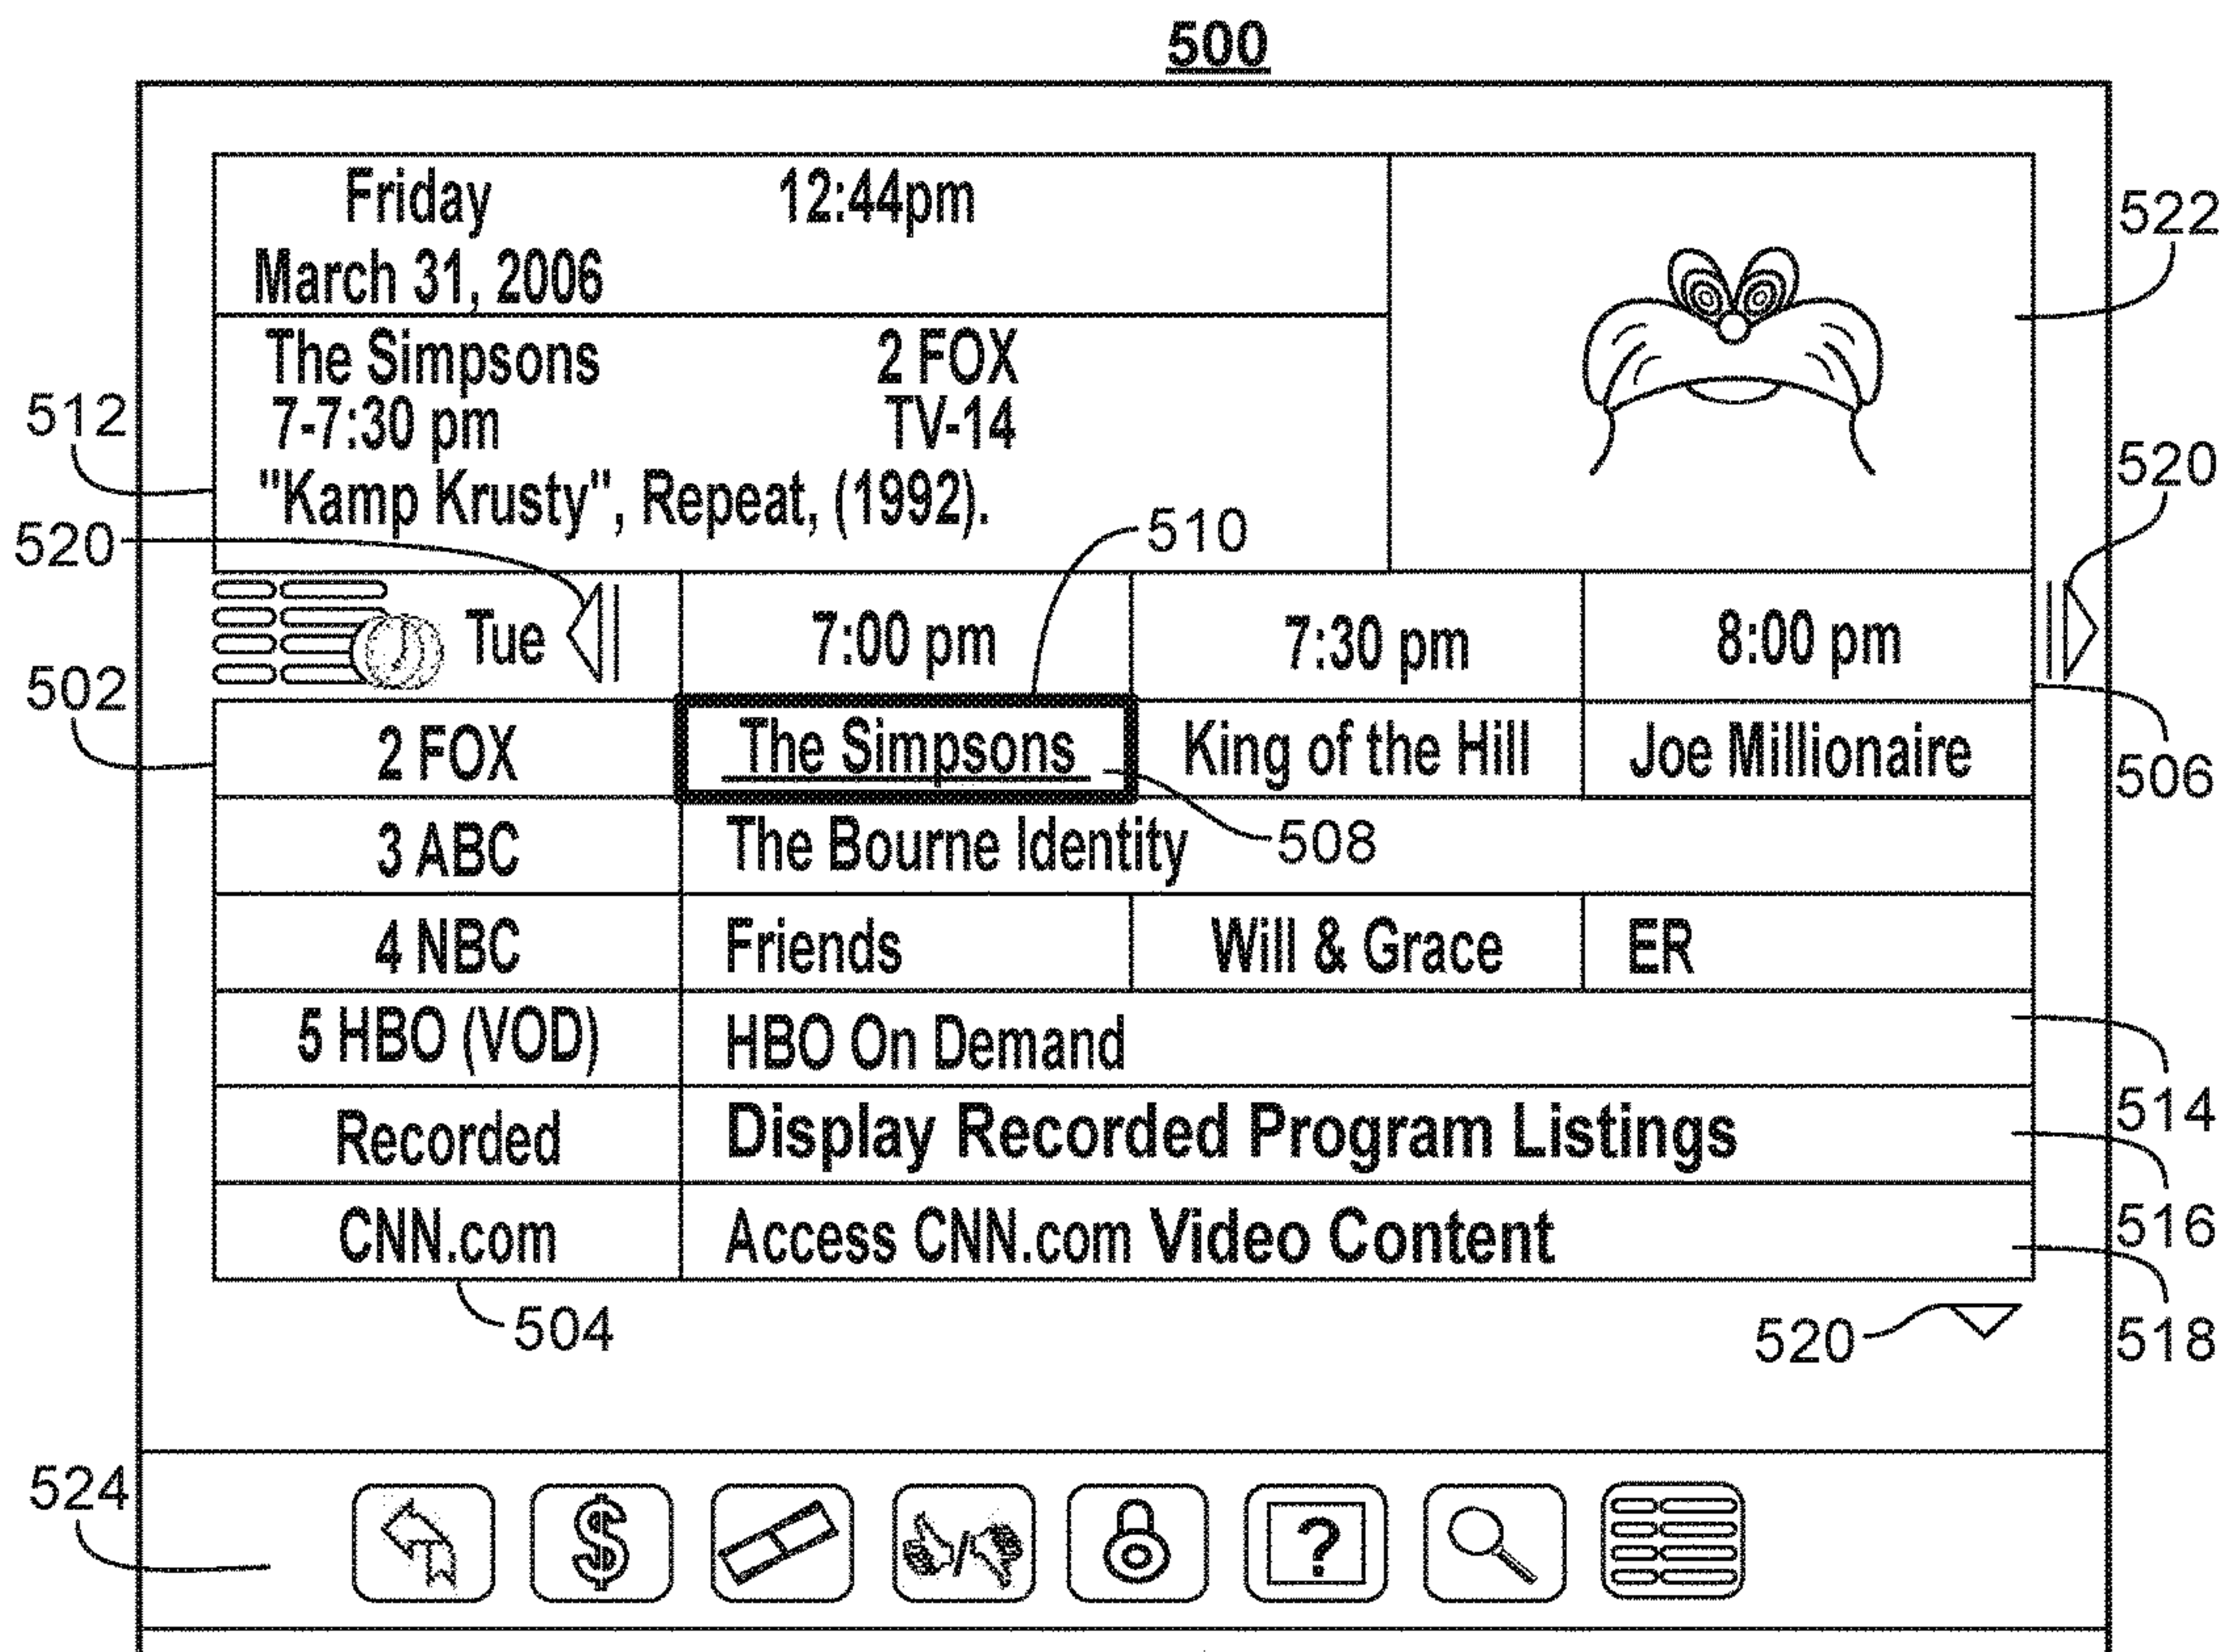 500
Friday 12:44pm
March 31, 2006
522
The Simpsons 2 FOX
512
7-7:30 pm TV-14
520
"Kamp Krusty", Repeat, (1992).
510
520
Tue 7:00 pm 7:30 pm 8:00 pm
502
2 FOX The Simpsons King of the Hill Joe Millionaire
506
3 ABC The Bourne Identity
508
4 NBC Friends Will & Grace ER
5 HBO (VOD) HBO On Demand
514
Recorded Display Recorded Program Listings
516
CNN.com Access CNN.com Video Content
504
520
518
524
$ / ?